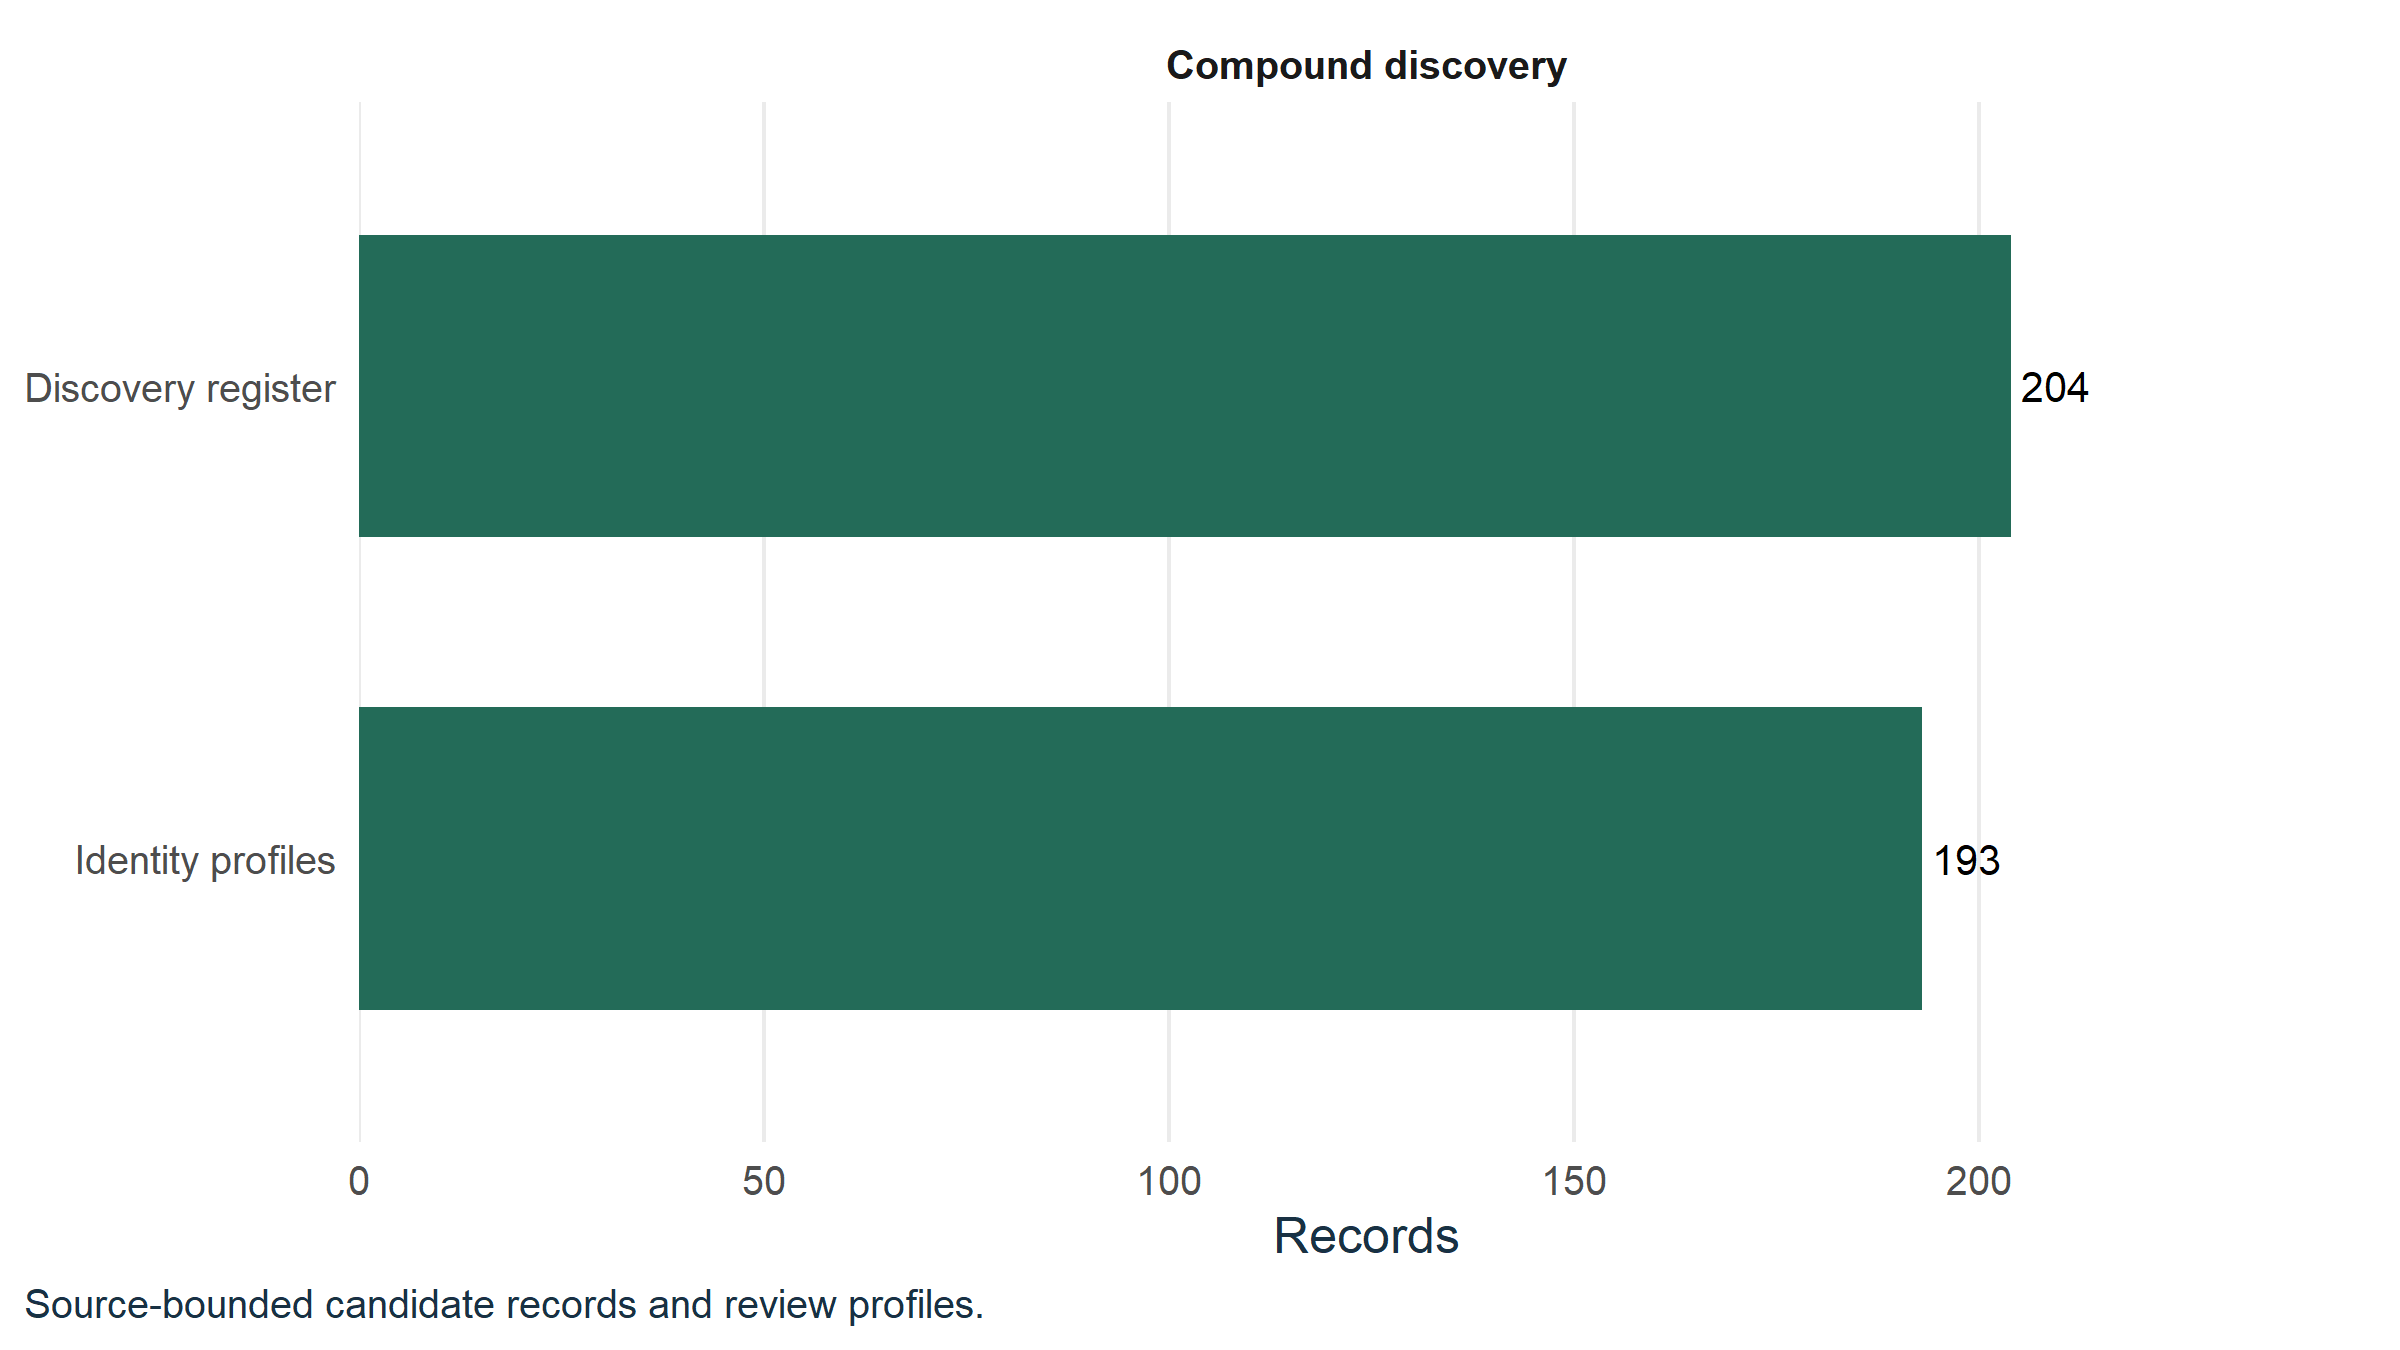 Compound discovery
Discovery register
204
Identity profiles
193
0 50 100 150 200
Records
Source-bounded candidate records and review profiles.